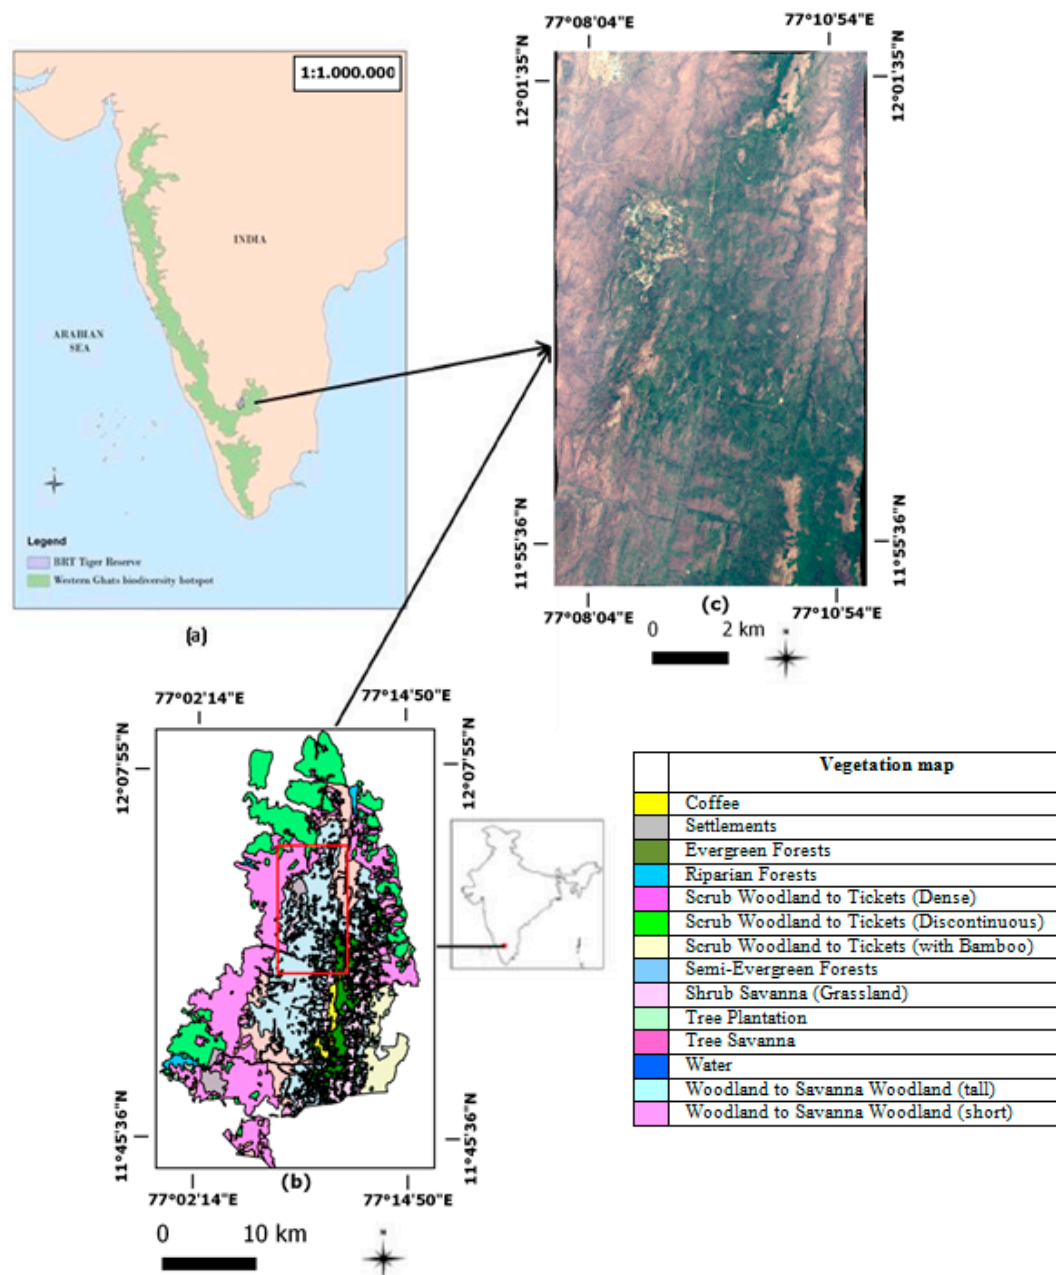 1:1.000.000
INDIA
ARABIAN
SEA
Legend
BRT Tiger Reserve
Western Ghats biodiversity hotspot
(a)
77°08'04"E
77°10'54"E
12°01'35"N
12°01'35"N
11°55'36"N
11°55'36"N
77°08'04"E
77°10'54"E
(c)
0
2 km
77°02'14"E
77°14'50"E
12°07'55"N
12°07'55"N
11°45'36"N
11°45'36"N
(b)
77°02'14"E
77°14'50"E
0
10 km
Vegetation map
Coffee
Settlements
Evergreen Forests
Riparian Forests
Scrub Woodland to Tickets (Dense)
Scrub Woodland to Tickets (Discontinuous)
Scrub Woodland to Tickets (with Bamboo)
Semi-Evergreen Forests
Shrub Savanna (Grassland)
Tree Plantation
Tree Savanna
Water
Woodland to Savanna Woodland (tall)
Woodland to Savanna Woodland (short)